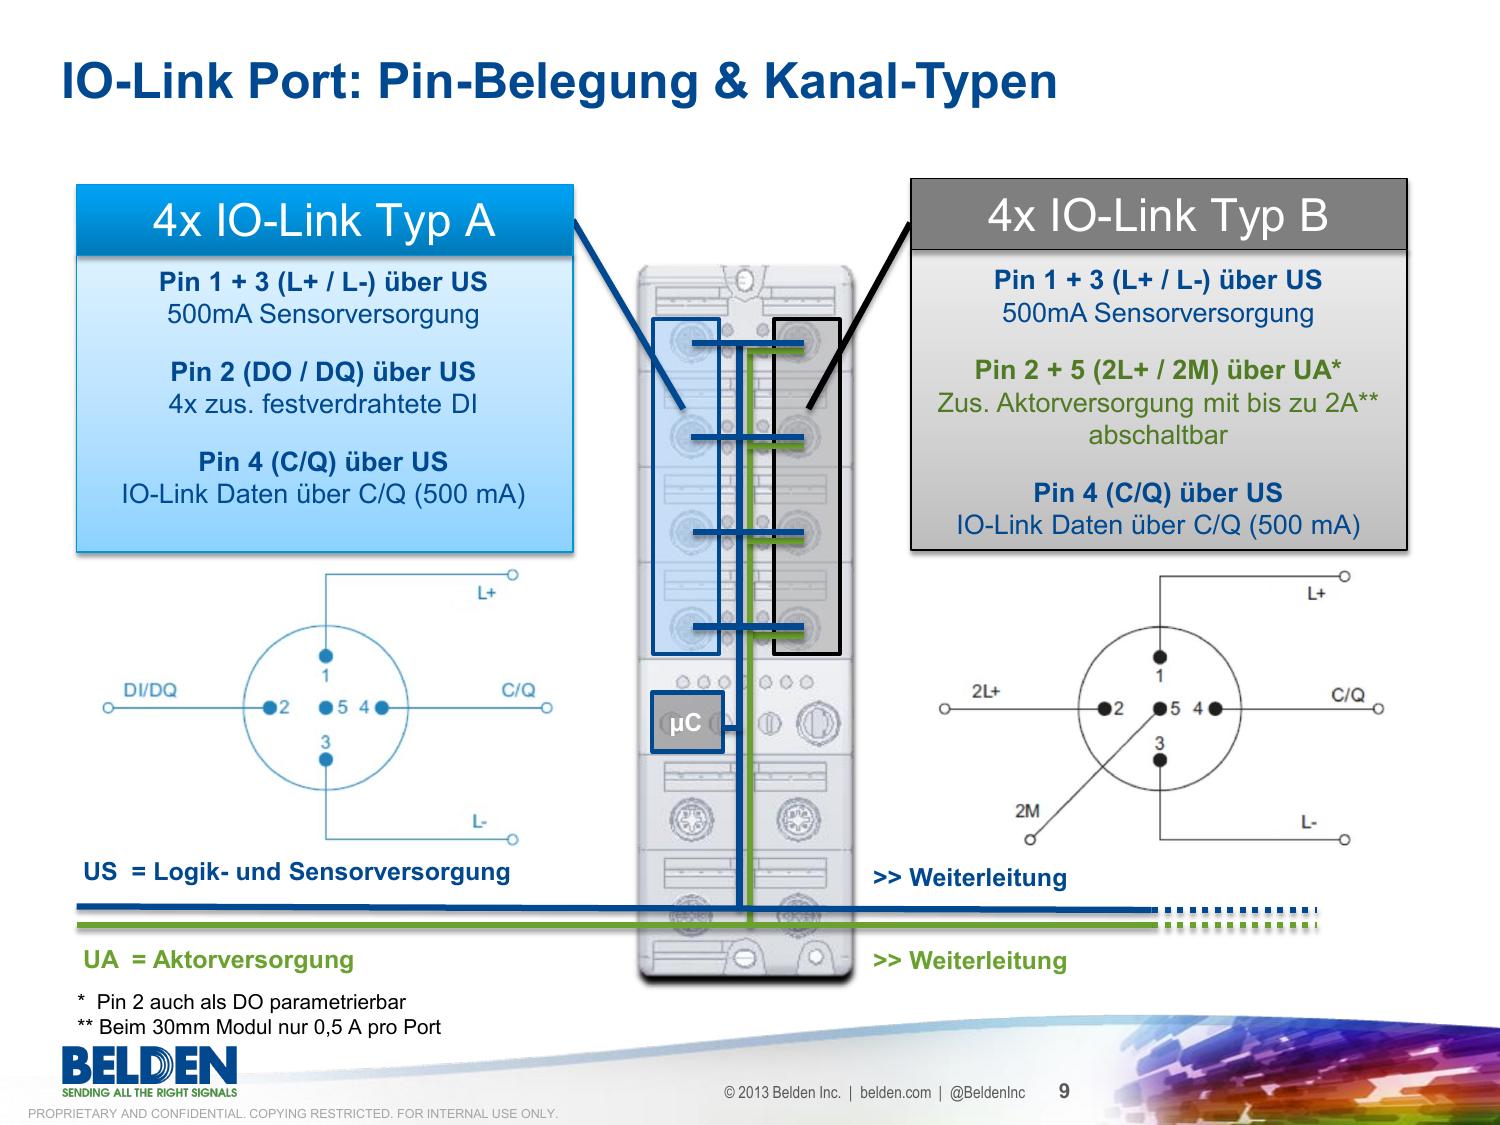 IO-Link Port: Pin-Belegung & Kanal-Typen
4x IO-Link Typ A
Pin 1 + 3 (L+ / L-) über US
500mA Sensorversorgung
Pin 2 (DO / DQ) über US
4x zus. festverdrahtete DI
Pin 4 (C/Q) über US
IO-Link Daten über C/Q (500 mA)
4x IO-Link Typ B
Pin 1 + 3 (L+ / L-) über US
500mA Sensorversorgung
Pin 2 + 5 (2L+ / 2M) über UA*
Zus. Aktorversorgung mit bis zu 2A**
abschaltbar
Pin 4 (C/Q) über US
IO-Link Daten über C/Q (500 mA)
L+
DI/DQ
C/Q
1
2
5
4
3
L-
µC
L+
2L+
C/Q
1
2
5
4
3
2M
L-
US = Logik- und Sensorversorgung
>> Weiterleitung
UA = Aktorversorgung
>> Weiterleitung
* Pin 2 auch als DO parametrierbar
** Beim 30mm Modul nur 0,5 A pro Port
BELDEN
SENDING ALL THE RIGHT SIGNALS
© 2013 Belden Inc. | belden.com | @BeldenInc 9
PROPRIETARY AND CONFIDENTIAL. COPYING RESTRICTED. FOR INTERNAL USE ONLY.